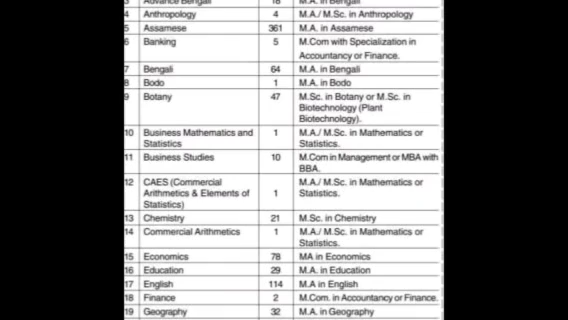 3 Advance Bengali 18 M.A. in Bengali
4 Anthropology 4 M.A./ M.Sc. in Anthropology
5 Assamese 361 M.A. in Assamese
6 Banking 5 M.Com with Specialization in
Accountancy or Finance.
7 Bengali 64 M.A. in Bengali
8 Bodo 1 M.A. in Bodo
9 Botany 47 M.Sc. in Botany or M.Sc. in
Biotechnology (Plant
Biotechnology).
10 Business Mathematics and 1 M.A./ M.Sc. in Mathematics or
Statistics Statistics.
11 Business Studies 10 M.Com in Management or MBA with
BBA.
12 CAES (Commercial M.A./ M.Sc. in Mathematics or
Arithmetics & Elements of 1 Statistics.
Statistics)
13 Chemistry 21 M.Sc. in Chemistry
14 Commercial Arithmetics 1 M.A./ M.Sc. in Mathematics or
Statistics.
15 Economics 78 MA in Economics
16 Education 29 M.A. in Education
17 English 114 M.A in English
18 Finance 2 M.Com. in Accountancy or Finance.
19 Geography 32 M.A. in Geography